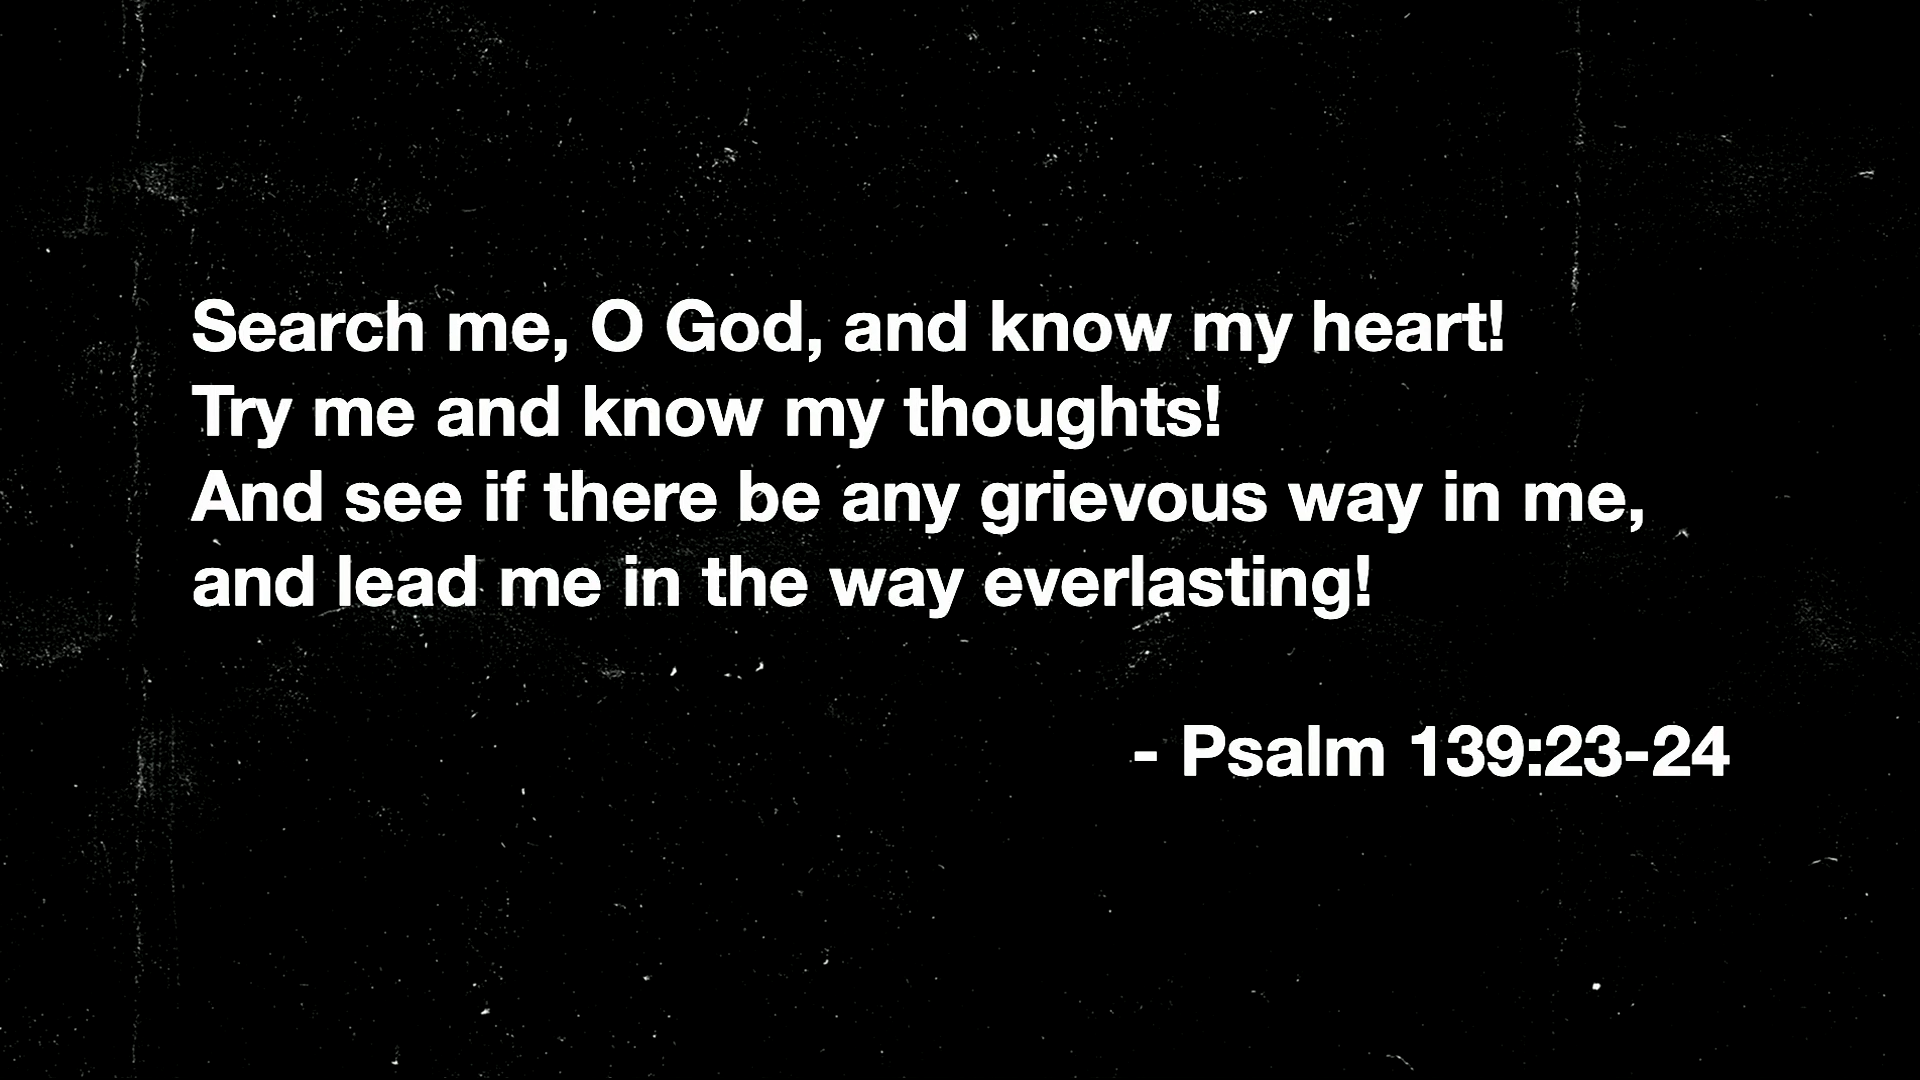 Search me, O God, and know my heart!
Try me and know my thoughts!
And see if there be any grievous way in me,
and lead me in the way everlasting!
- Psalm 139:23-24